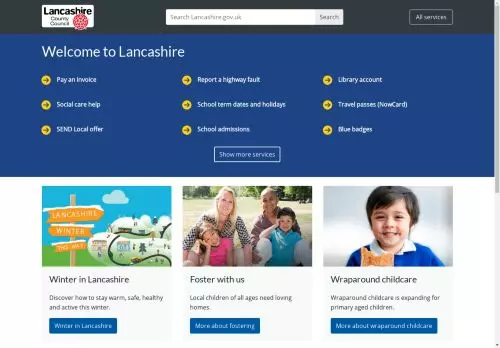 Lancashire
County
Council
Search Lancashire.gov.uk
Search
All services
Welcome to Lancashire
Pay an invoice
Report a highway fault
Library account
Social care help
School term dates and holidays
Travel passes (NowCard)
SEND Local offer
School admissions
Blue badges
Show more services
LANCASHIRE
WINTER
THIS WAY
Winter in Lancashire
Foster with us
Wraparound childcare
Discover how to stay warm, safe, healthy
and active this winter.
Local children of all ages need loving
homes.
Wraparound childcare is expanding for
primary aged children.
Winter in Lancashire
More about fostering
More about wraparound childcare